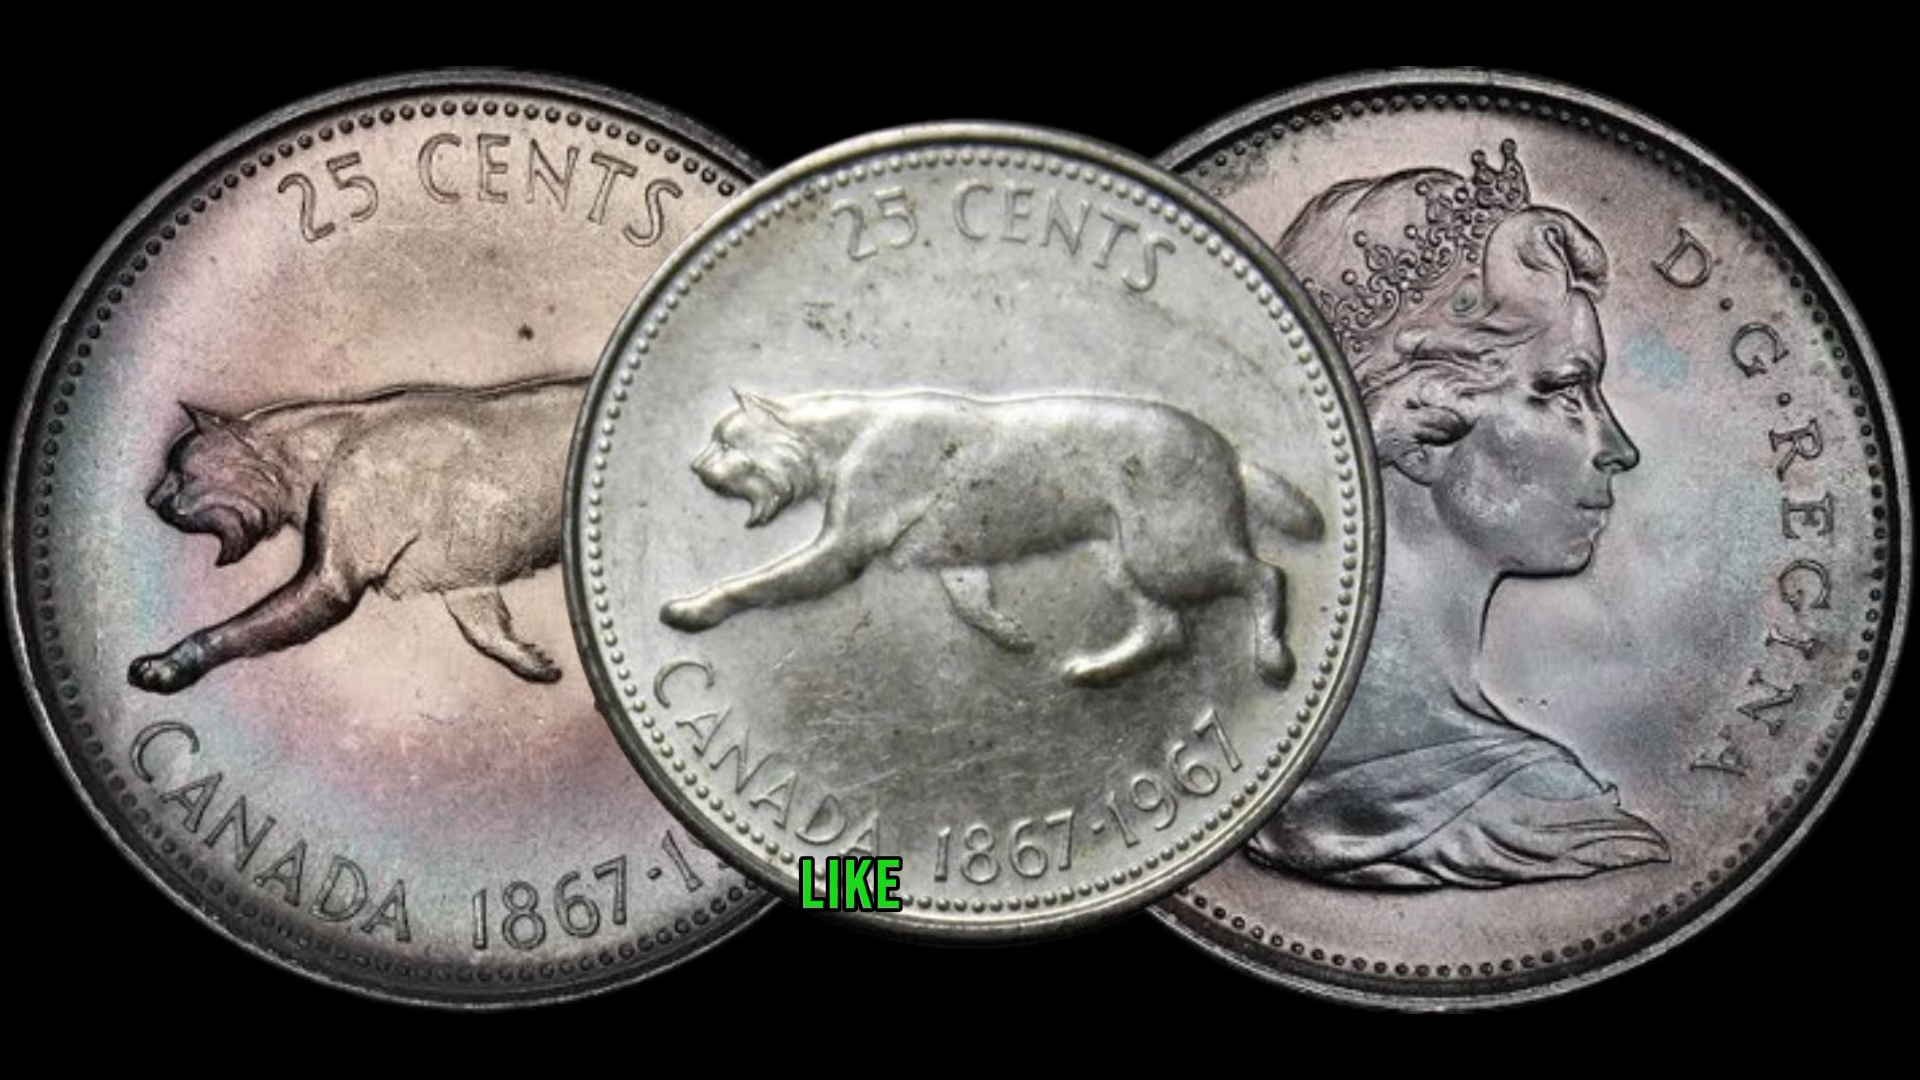 25 CENTS
CANADA 1867·1
25 CENTS
CANADA 1867·1967
D·G·REGINA
LIKE